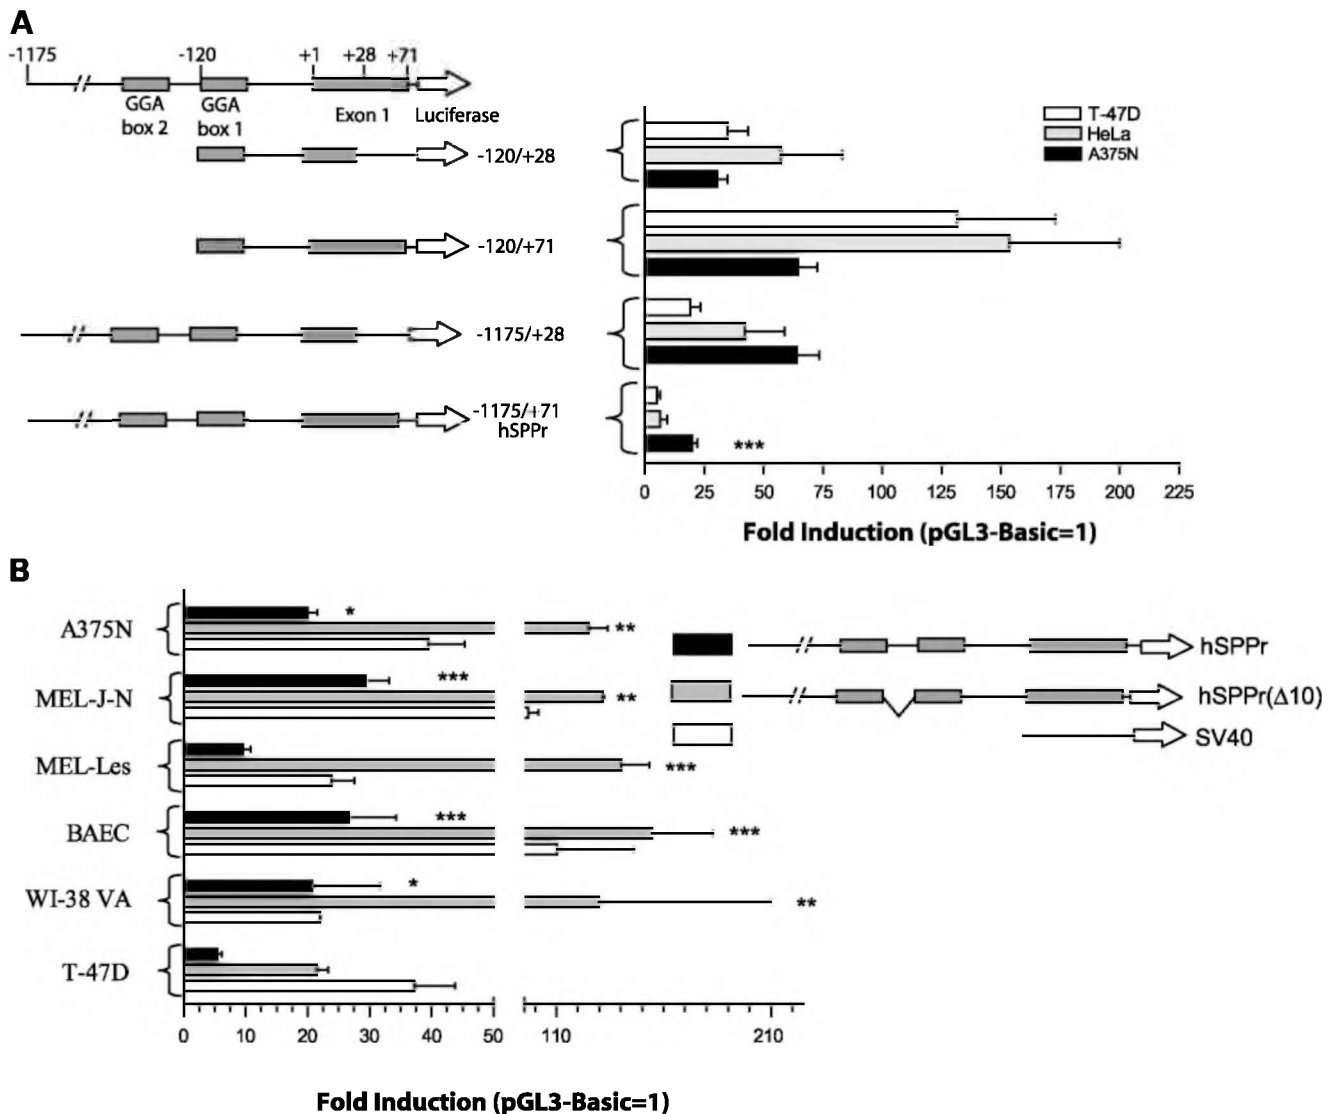 A
-1175
-120
+1
+28
+71
GGA
box 2
GGA
box 1
Exon 1
Luciferase
-120/+28
-120/+71
-1175/+28
-1175/+71
hSPPr
T-47D
HeLa
A375N
***
0 25 50 75 100 125 150 175 200 225
Fold Induction (pGL3-Basic=1)
B
A375N
*
**
MEL-J-N
***
**
MEL-Les
***
BAEC
***
***
WI-38 VA
*
**
T-47D
hSPPr
hSPPr(Δ10)
SV40
0 10 20 30 40 50 110 210
Fold Induction (pGL3-Basic=1)